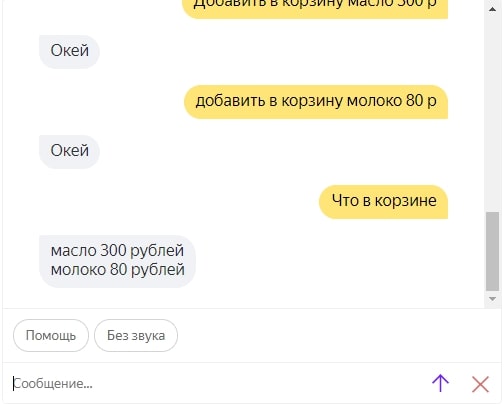 Добавить в корзину масло 300 р
Окей
добавить в корзину молоко 80 р
Окей
Что в корзине
масло 300 рублей
молоко 80 рублей
Помощь Без звука
Сообщение...